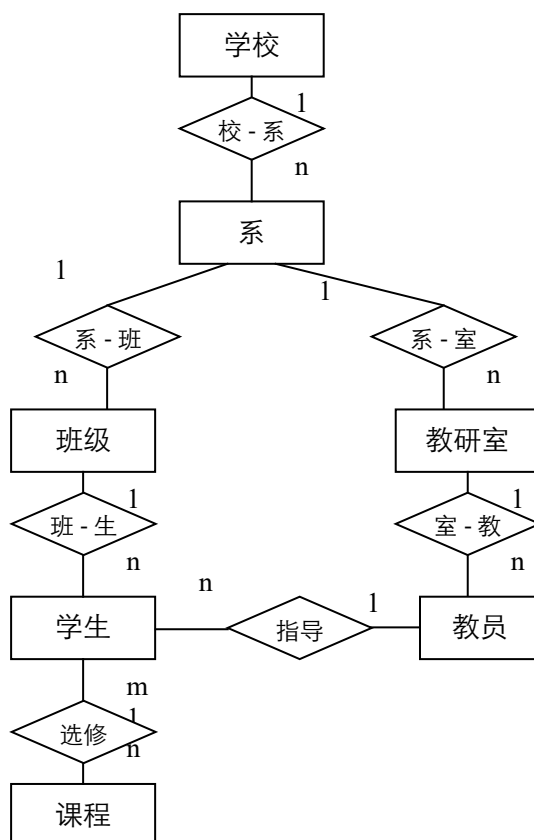 学校
1
校 - 系
n
系
1
1
系 - 班
系 - 室
n
n
班级
教研室
1
1
班 - 生
室 - 教
n
n
n
1
学生
指导
教员
m
1
选修
n
课程